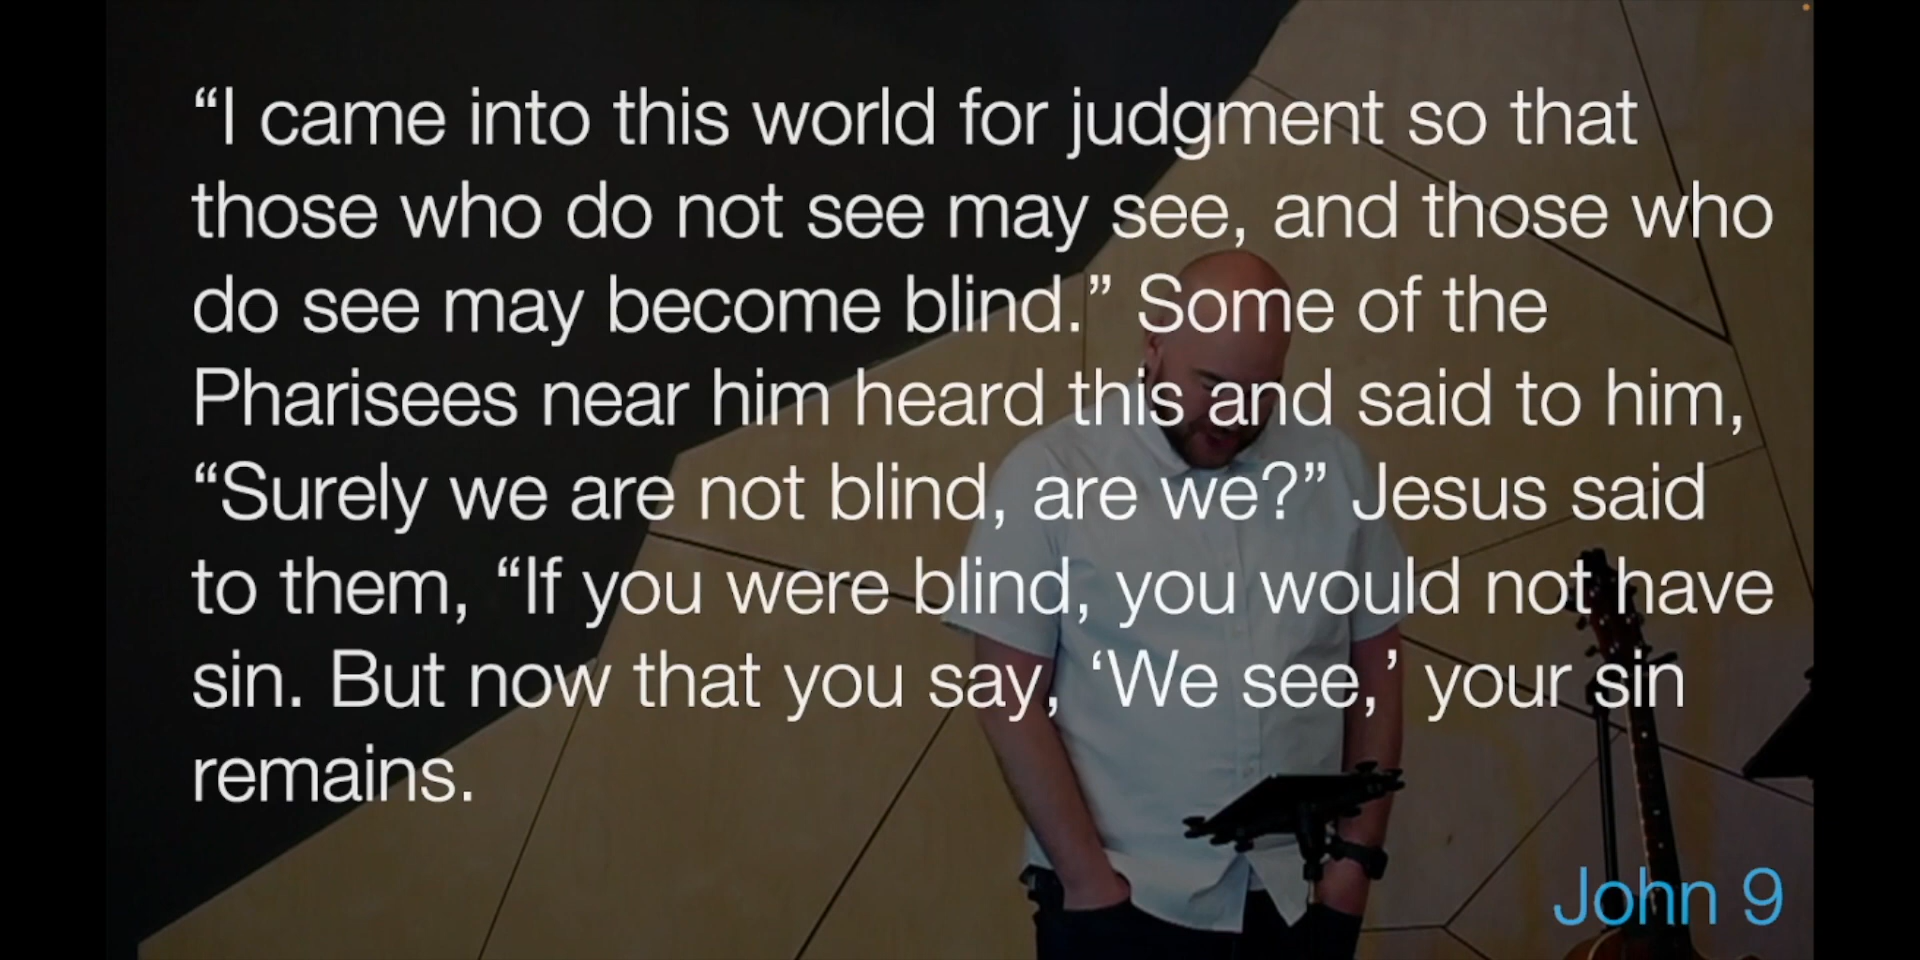 “I came into this world for judgment so that
those who do not see may see, and those who
do see may become blind.” Some of the
Pharisees near him heard this and said to him,
“Surely we are not blind, are we?” Jesus said
to them, “If you were blind, you would not have
sin. But now that you say, ‘We see,’ your sin
remains.
John 9